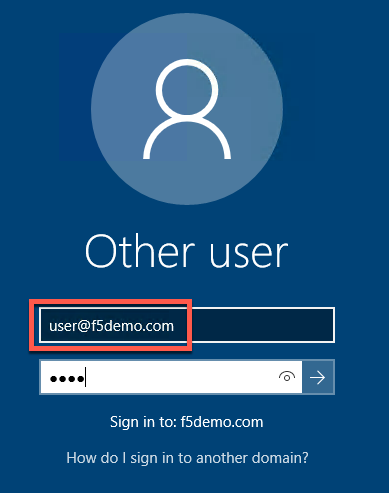 Other user
user@f5demo.com
●●●●
Sign in to: f5demo.com
How do I sign in to another domain?